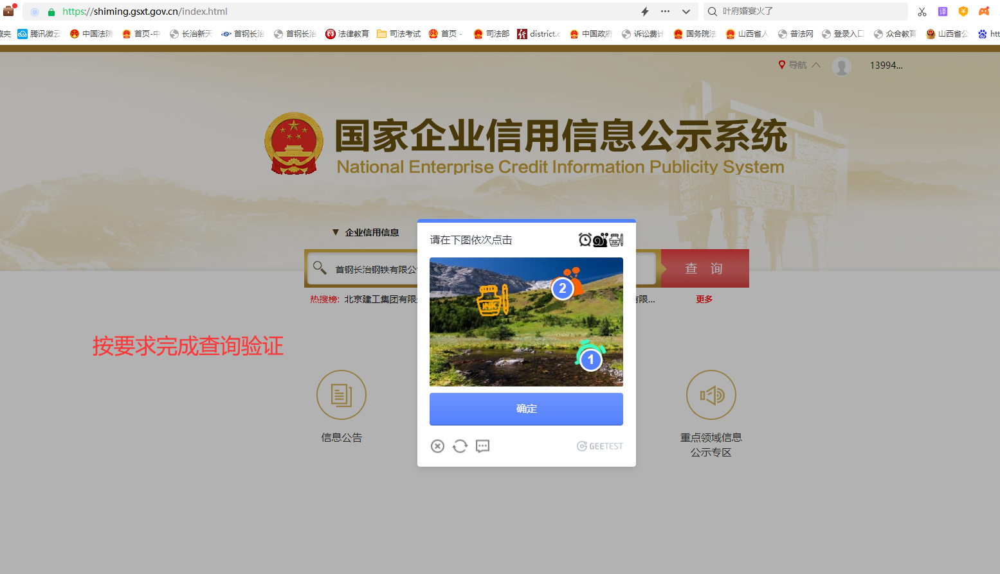 https://shiming.gsxt.gov.cn/index.html
叶府婚宴火了
译
藏夹 腾讯微云 中国法院 首页-中 长治新天 首钢长治 首钢长治 法律教育 司法考试 首页 - 司法部 district.c 中国政府 诉讼费计 国务院法 山西省人 普法网 登录入口 众合教育 山西省公 htt
导航 13994...
国家企业信用信息公示系统
National Enterprise Credit Information Publicity System
企业信用信息
请在下图依次点击
INK
首钢长治钢铁有限公
查 询
热搜榜: 北京建工集团有限 有限... 更多
2
INK
1
按要求完成查询验证
确定
信息公告
重点领域信息
公示专区
GEETEST